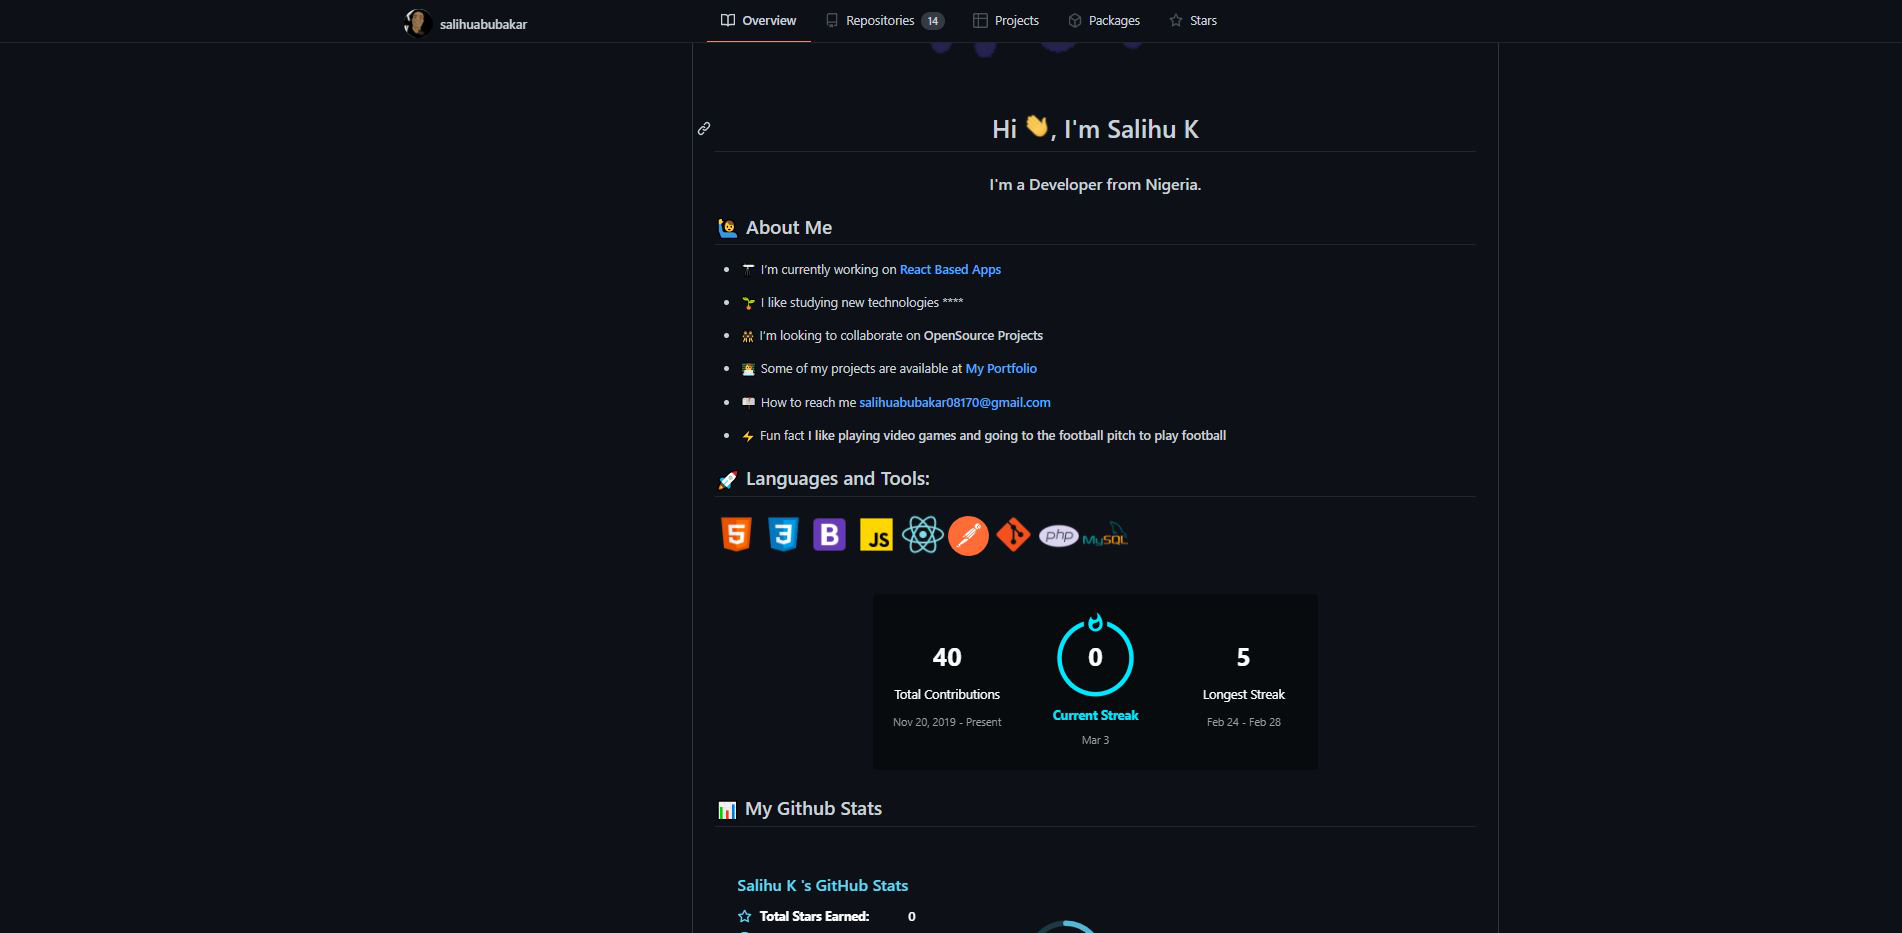 salihuabubakar
Overview
Repositories 14
Projects
Packages
Stars
Hi 👋, I'm Salihu K
I'm a Developer from Nigeria.
About Me
I'm currently working on React Based Apps
I like studying new technologies ****
I'm looking to collaborate on OpenSource Projects
Some of my projects are available at My Portfolio
How to reach me salihuabubakar08170@gmail.com
Fun fact I like playing video games and going to the football pitch to play football
Languages and Tools:
5
3
B
JS
php
MySQL
40
Total Contributions
Nov 20, 2019 - Present
0
Current Streak
Mar 3
5
Longest Streak
Feb 24 - Feb 28
My Github Stats
Salihu K 's GitHub Stats
Total Stars Earned: 0